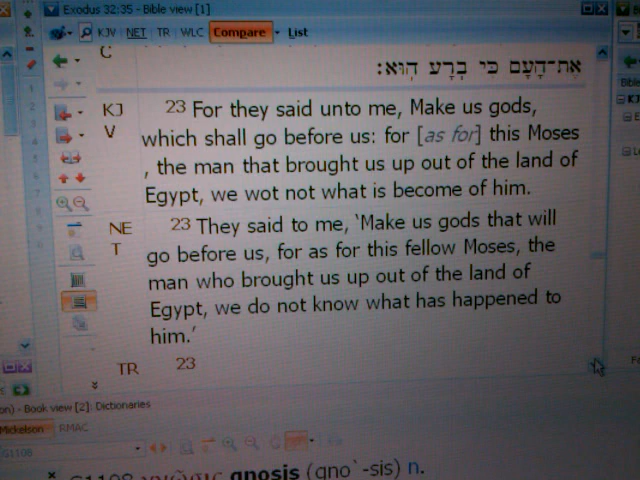 Exodus 32:35 - Bible view [1]
KJV NET TR WLC Compare List
C
אֶת־הָעָם כִּי בְרָע הוּא׃
KJ 23 For they said unto me, Make us gods,
V which shall go before us: for [as for] this Moses
, the man that brought us up out of the land of
Egypt, we wot not what is become of him.
NE 23 They said to me, 'Make us gods that will
T go before us, for as for this fellow Moses, the
man who brought us up out of the land of
Egypt, we do not know what has happened to
him.'
TR 23
on) - Book view [2]: Dictionaries
Mickelson RMAC
G1108
G1108 γνῶσις gnosis (gno`-sis) n.